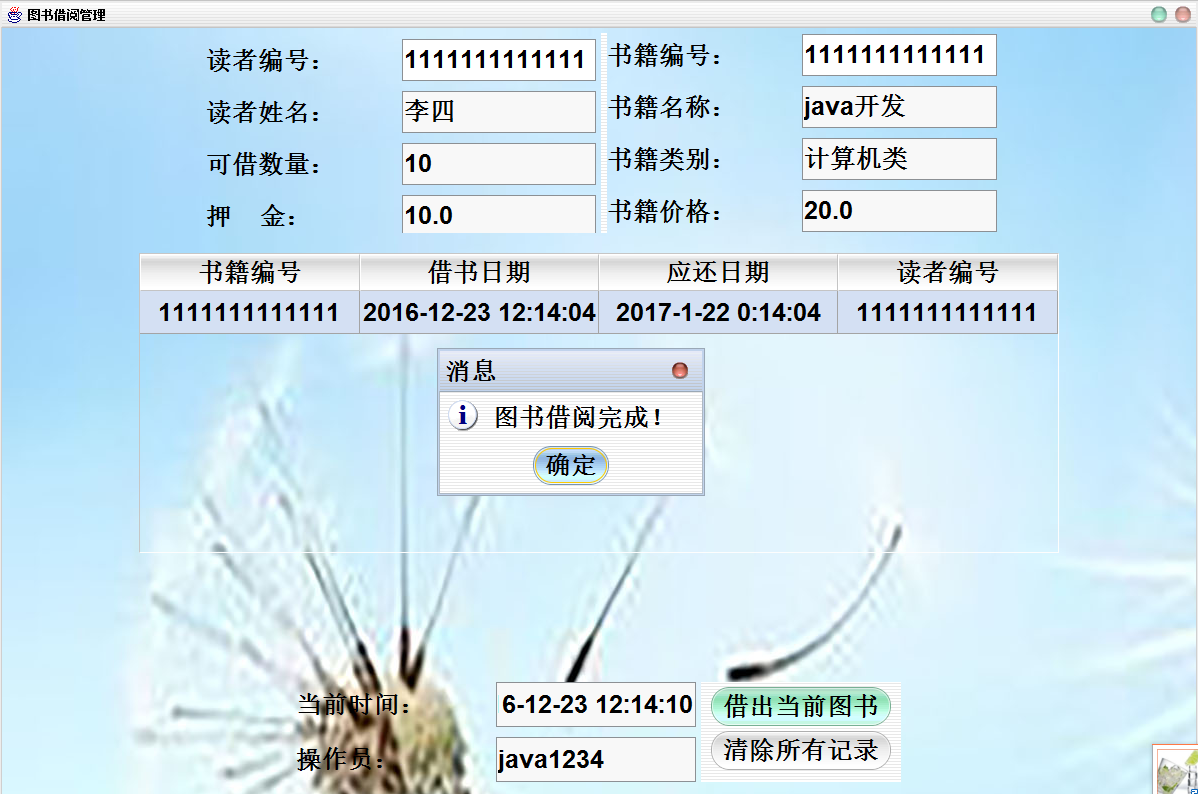 图书借阅管理
读者编号： 1111111111111 书籍编号： 1111111111111
读者姓名： 李四 书籍名称： java开发
可借数量： 10 书籍类别： 计算机类
押 金： 10.0 书籍价格： 20.0
书籍编号 借书日期 应还日期 读者编号
1111111111111 2016-12-23 12:14:04 2017-1-22 0:14:04 1111111111111
消息
图书借阅完成！
确定
当前时间： 6-12-23 12:14:10 借出当前图书
操作员： java1234 清除所有记录